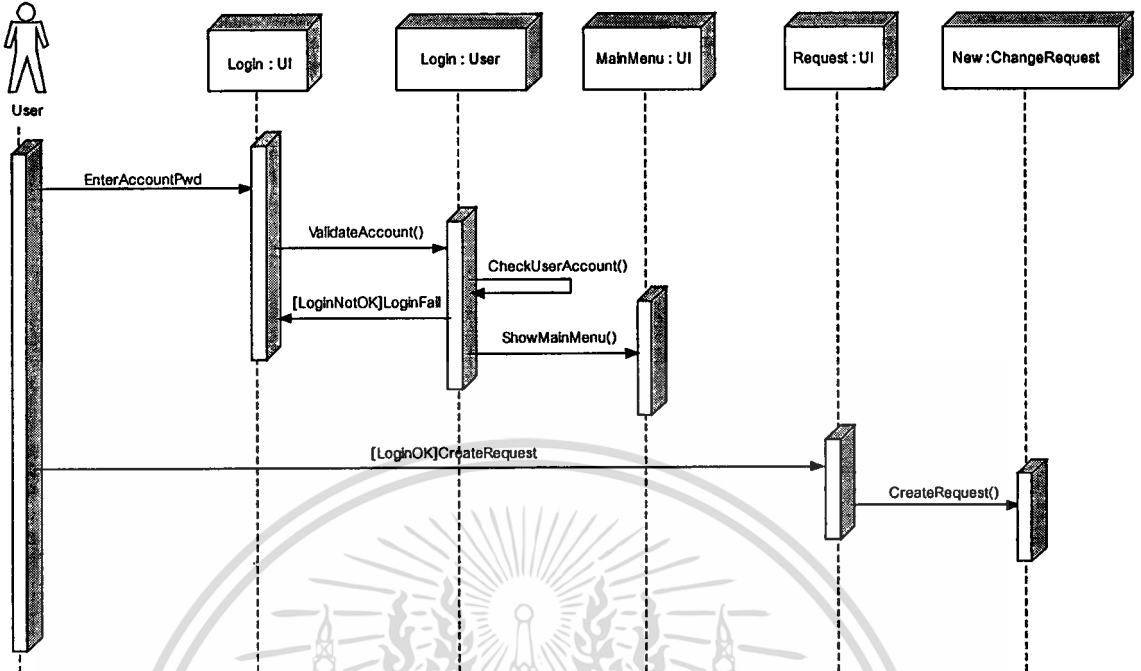 User
Login : UI
Login : User
MainMenu : UI
Request : UI
New :ChangeRequest
EnterAccountPwd
ValidateAccount()
CheckUserAccount()
[LoginNotOK]LoginFail
ShowMainMenu()
[LoginOK]CreateRequest
CreateRequest()